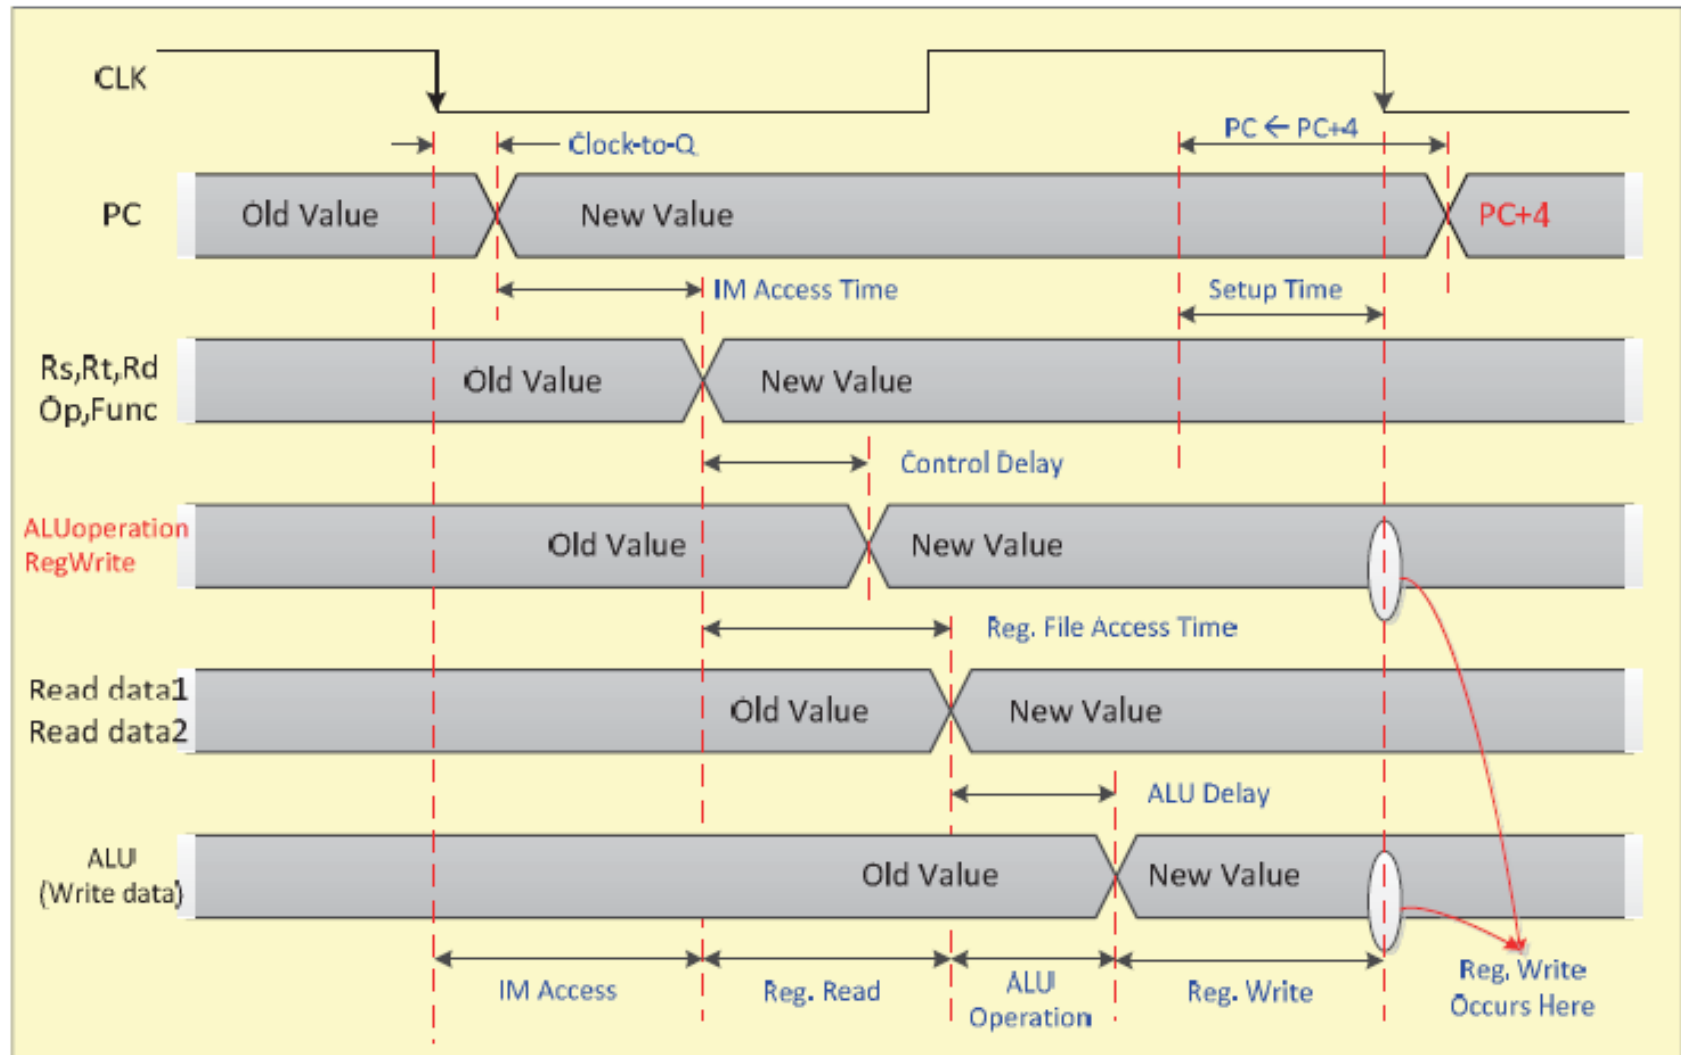 CLK
Clock-to-Q
PC ← PC+4
PC
Old Value
New Value
PC+4
IM Access Time
Setup Time
Rs,Rt,Rd
Op,Func
Old Value
New Value
Control Delay
ALUoperation
RegWrite
Old Value
New Value
Reg. File Access Time
Read data1
Read data2
Old Value
New Value
ALU Delay
ALU
(Write data)
Old Value
New Value
IM Access
Reg. Read
ALU
Operation
Reg. Write
Reg. Write
Occurs Here